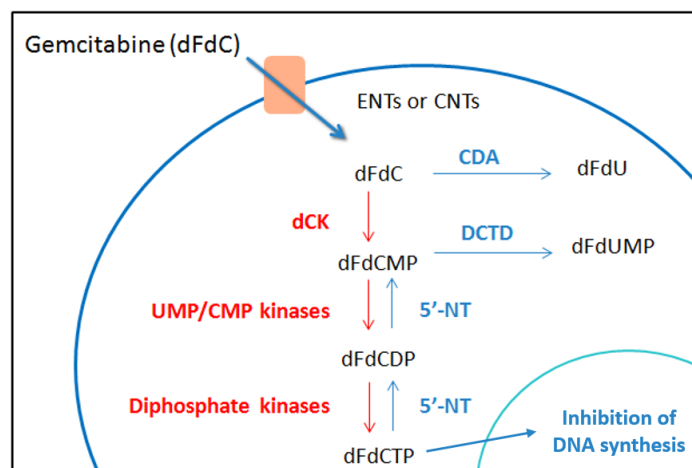 Gemcitabine (dFdC)
ENTs or CNTs
CDA
dFdC
dFdU
dCK
DCTD
dFdCMP
dFdUMP
UMP/CMP kinases
5’-NT
dFdCDP
Diphosphate kinases
5’-NT
Inhibition of
DNA synthesis
dFdCTP